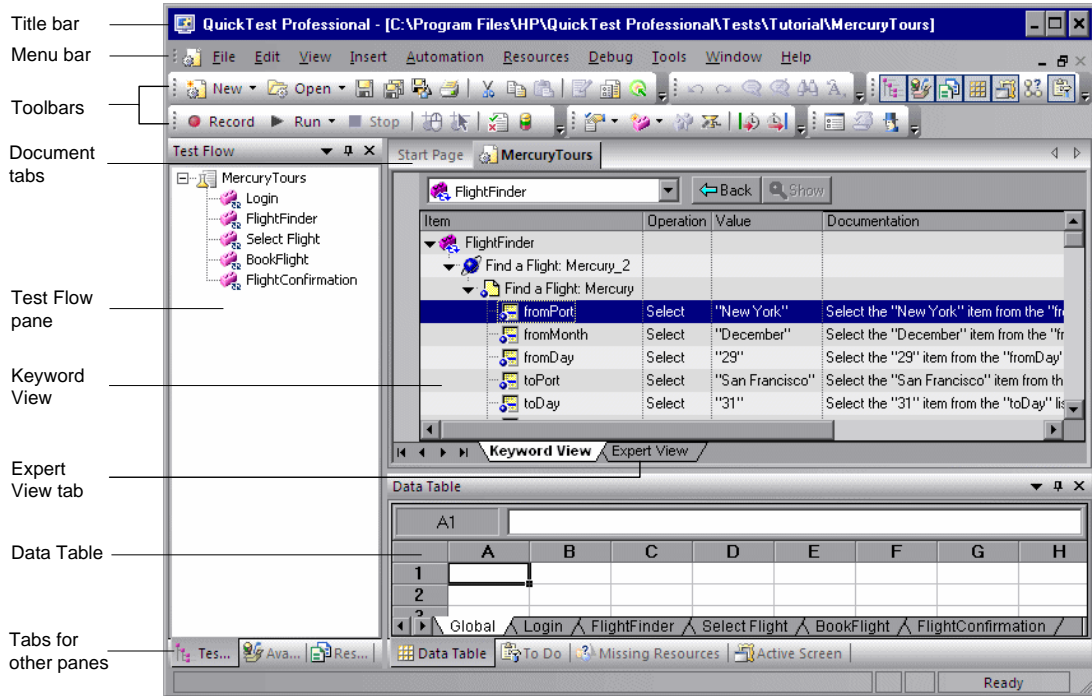 Title bar
QuickTest Professional - [C:\Program Files\HP\QuickTest Professional\Tests\Tutorial\MercuryTours]
Menu bar
File Edit View Insert Automation Resources Debug Tools Window Help
Toolbars
New Open
Record Run Stop
Document
tabs
Test Flow
Start Page MercuryTours
MercuryTours
Login
FlightFinder
Select Flight
BookFlight
FlightConfirmation
FlightFinder Back Show
Item Operation Value Documentation
FlightFinder
Find a Flight: Mercury_2
Find a Flight: Mercury
fromPort Select "New York" Select the "New York" item from the "fr
fromMonth Select "December" Select the "December" item from the "fr
fromDay Select "29" Select the "29" item from the "fromDay"
toPort Select "San Francisco" Select the "San Francisco" item from th
toDay Select "31" Select the "31" item from the "toDay" lis
Test Flow
pane
Keyword
View
Keyword View Expert View
Expert
View tab
Data Table
A1
Data Table
A B C D E F G H
1
2
3
Global Login FlightFinder Select Flight BookFlight FlightConfirmation
Tabs for
other panes
Tes... Ava... Res...
Data Table To Do Missing Resources Active Screen
Ready